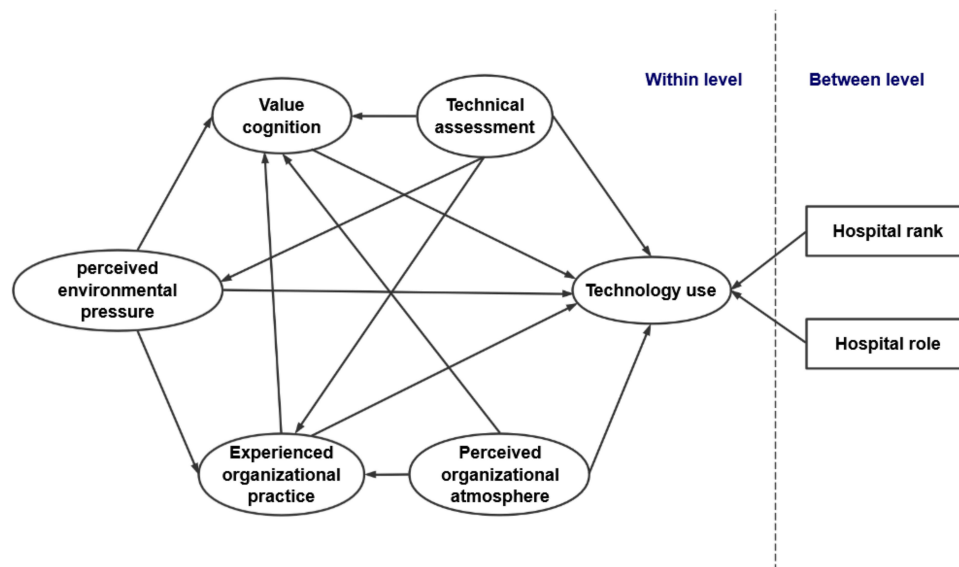 Within level
Between level
Value
cognition
Technical
assessment
perceived
environmental
pressure
Technology use
Hospital rank
Hospital role
Experienced
organizational
practice
Perceived
organizational
atmosphere